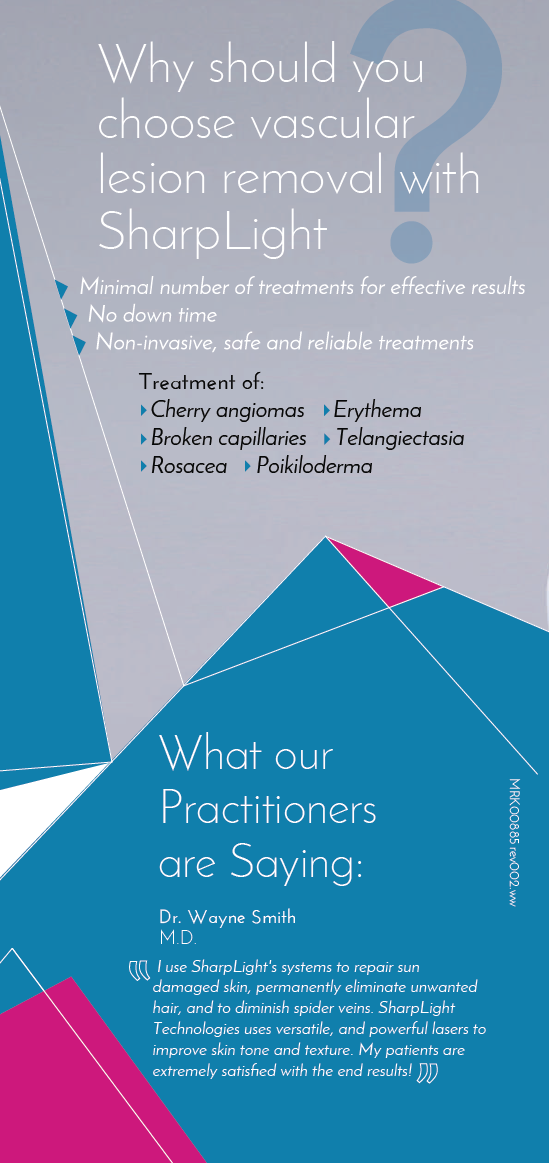 Why should you
choose vascular
lesion removal with
SharpLight
?
Minimal number of treatments for effective results
No down time
Non-invasive, safe and reliable treatments
Treatment of:
Cherry angiomas Erythema
Broken capillaries Telangiectasia
Rosacea Poikiloderma
What our
Practitioners
are Saying:
MRK00885 rev002.ww
Dr. Wayne Smith
M.D.
"I use SharpLight's systems to repair sun
damaged skin, permanently eliminate unwanted
hair, and to diminish spider veins. SharpLight
Technologies uses versatile, and powerful lasers to
improve skin tone and texture. My patients are
extremely satisfied with the end results!"